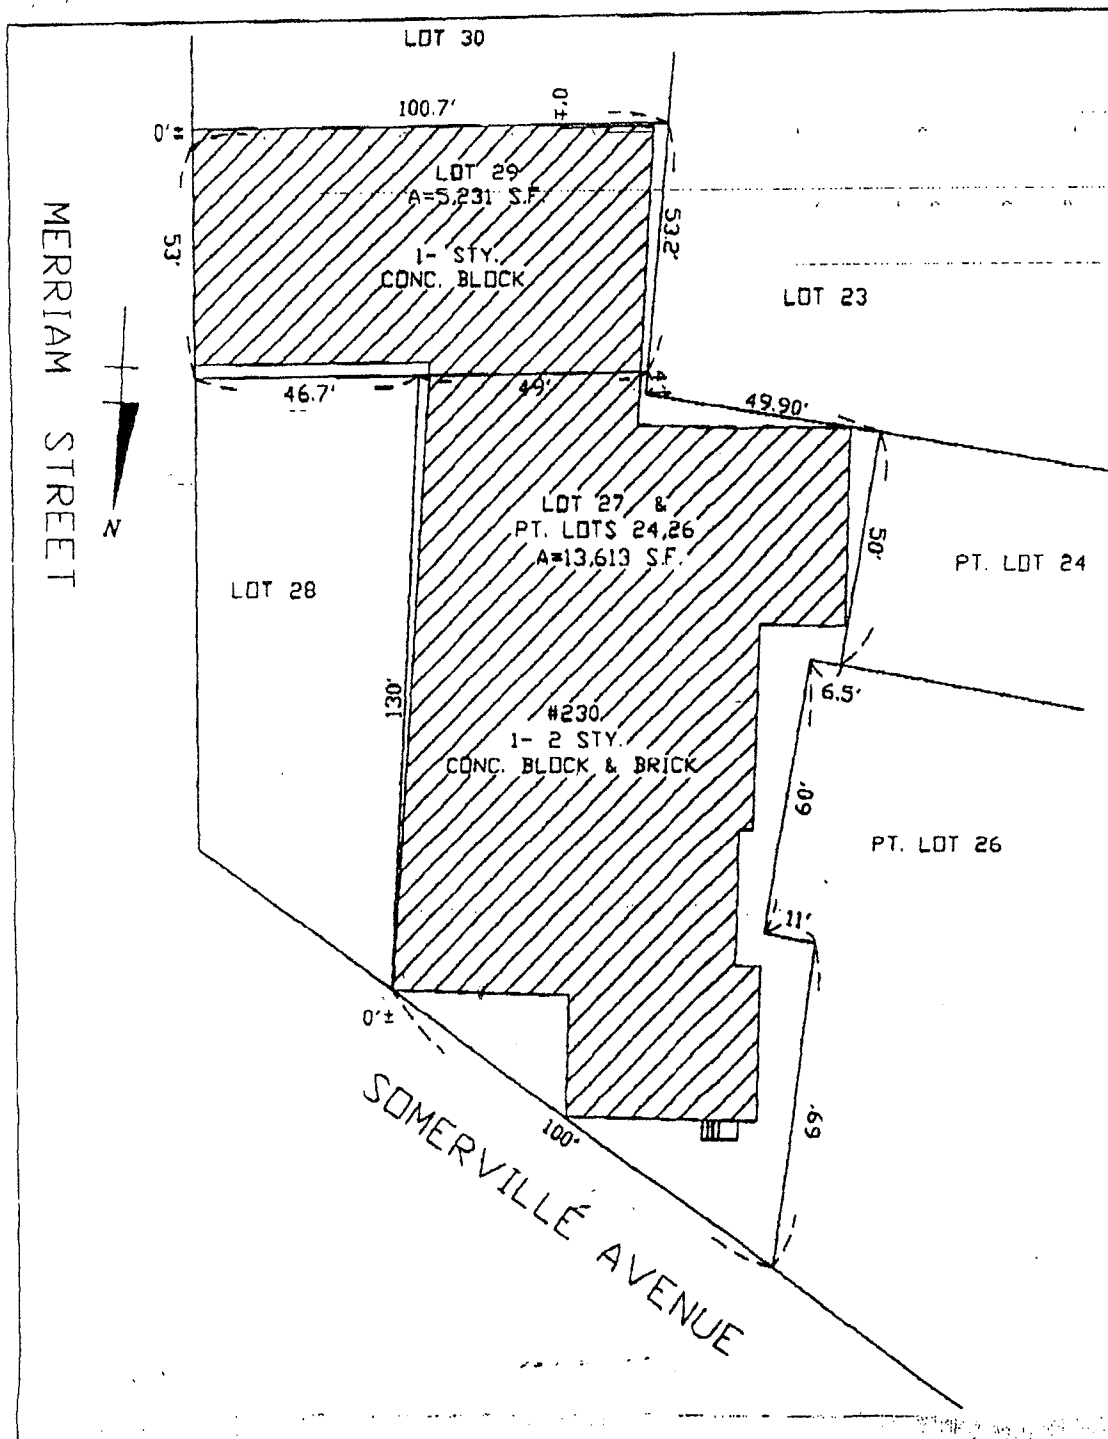 LOT 30
100.7'
0'±
0'±
LOT 29
A=5,231 S.F.
53'
53.2'
1- STY.
CONC. BLOCK
LOT 23
MERRIAM STREET
46.7'
49'
49.90'
N
LOT 27 &
PT. LOTS 24,26
A=13,613 S.F.
50'
PT. LOT 24
LOT 28
130'
6.5'
#230
1- 2 STY.
CONC. BLOCK & BRICK
60'
PT. LOT 26
11'
0'±
69'
100'
SOMERVILLE AVENUE